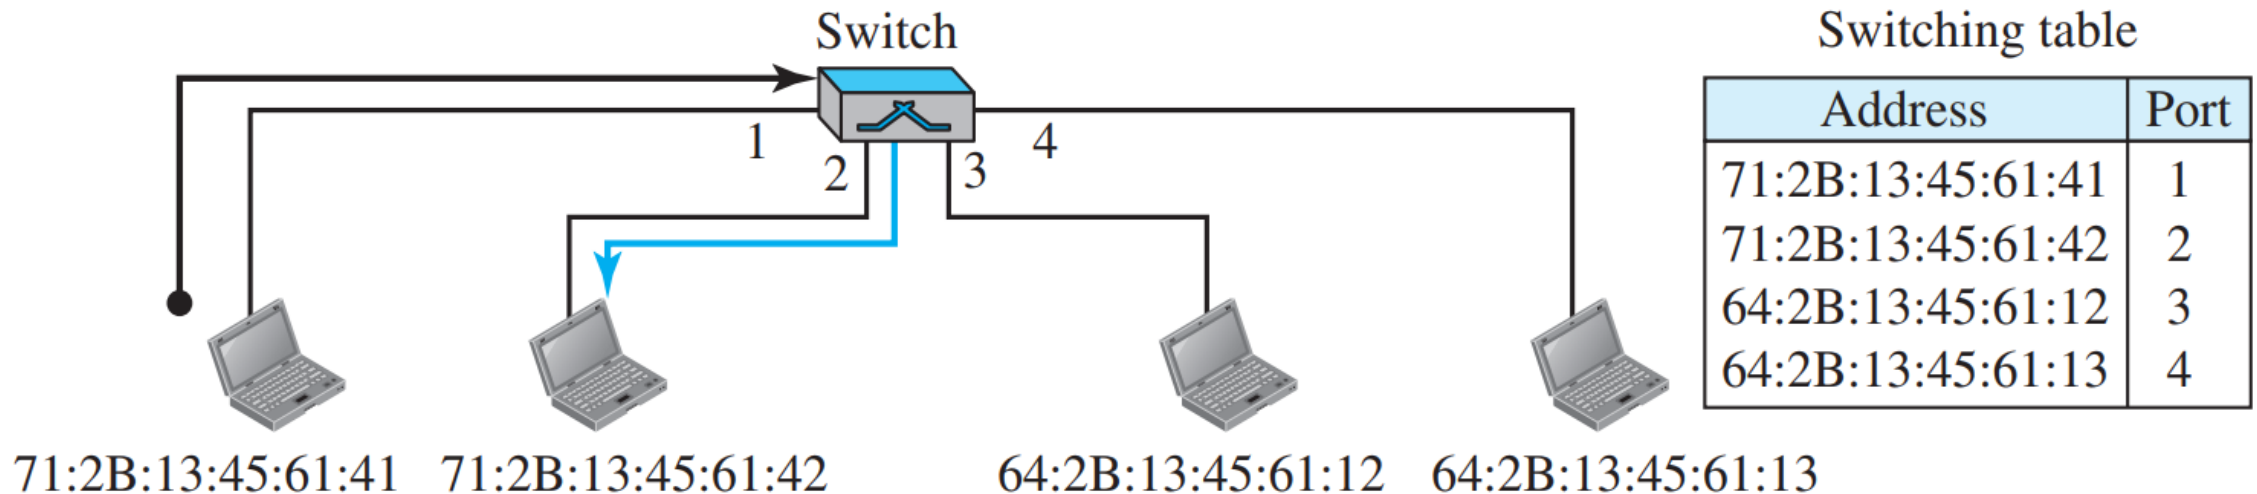 Switch
1
2
3
4
71:2B:13:45:61:41
71:2B:13:45:61:42
64:2B:13:45:61:12
64:2B:13:45:61:13
Switching table
Address Port
71:2B:13:45:61:41 1
71:2B:13:45:61:42 2
64:2B:13:45:61:12 3
64:2B:13:45:61:13 4